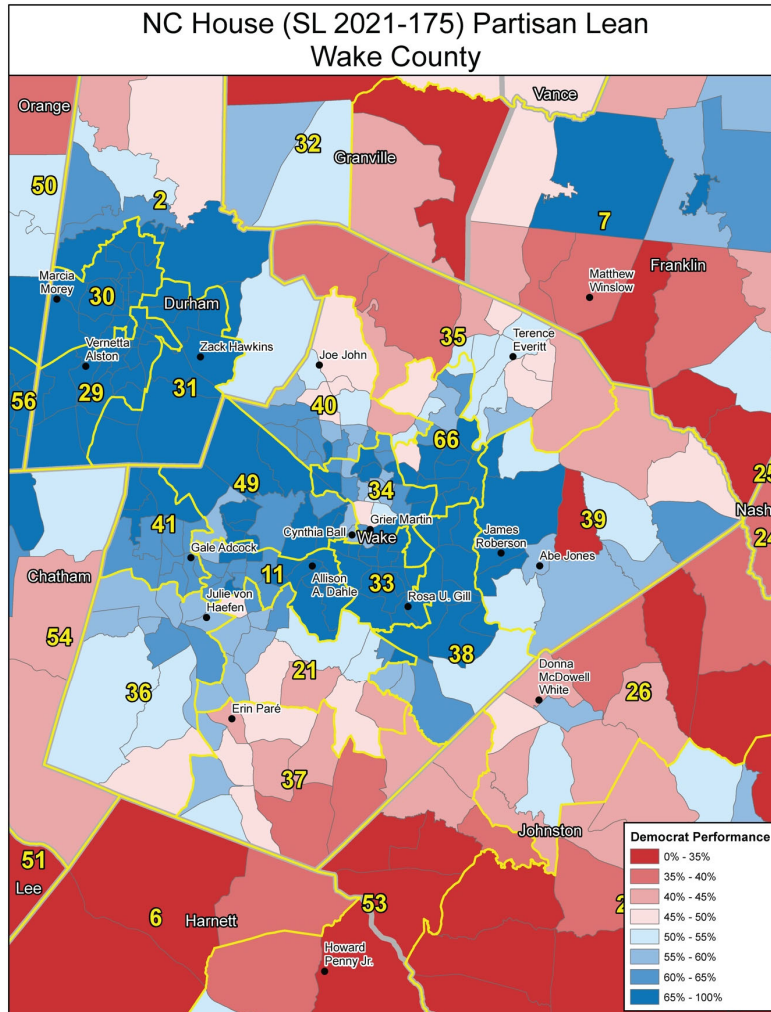 NC House (SL 2021-175) Partisan Lean
Wake County
Orange
Vance
32
Granville
50
2
7
Marcia
Morey
30
Durham
Matthew
Winslow
Franklin
Vernetta
Alston
Zack Hawkins
Joe John
35
Terence
Everitt
56
29
31
40
66
49
34
25
41
Cynthia Ball
Grier Martin
Wake
39
Nash
24
Gale Adcock
James
Roberson
Chatham
11
Allison
A. Dahle
33
Abe Jones
Julie von
Haefen
Rosa U. Gill
54
38
36
21
Donna
McDowell
White
26
Erin Paré
37
Johnston
51
Lee
6
Harnett
53
2
Howard
Penny Jr.
Democrat Performance
0% - 35%
35% - 40%
40% - 45%
45% - 50%
50% - 55%
55% - 60%
60% - 65%
65% - 100%